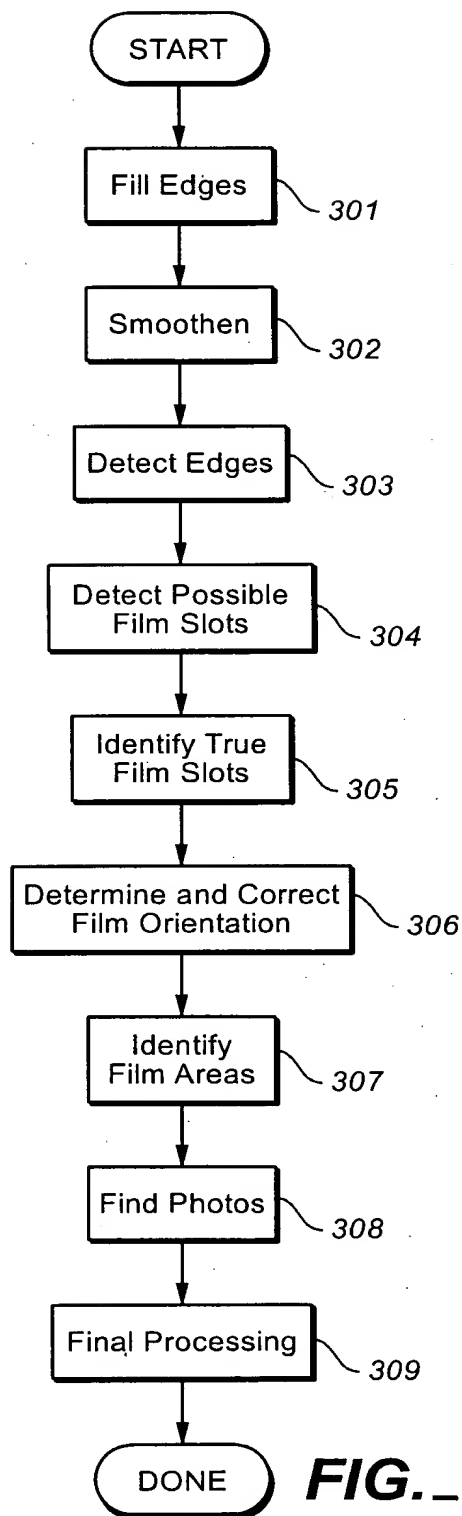 START
Fill Edges
301
Smoothen
302
Detect Edges
303
Detect Possible
Film Slots
304
Identify True
Film Slots
305
Determine and Correct
Film Orientation
306
Identify
Film Areas
307
Find Photos
308
Final Processing
309
DONE
FIG._